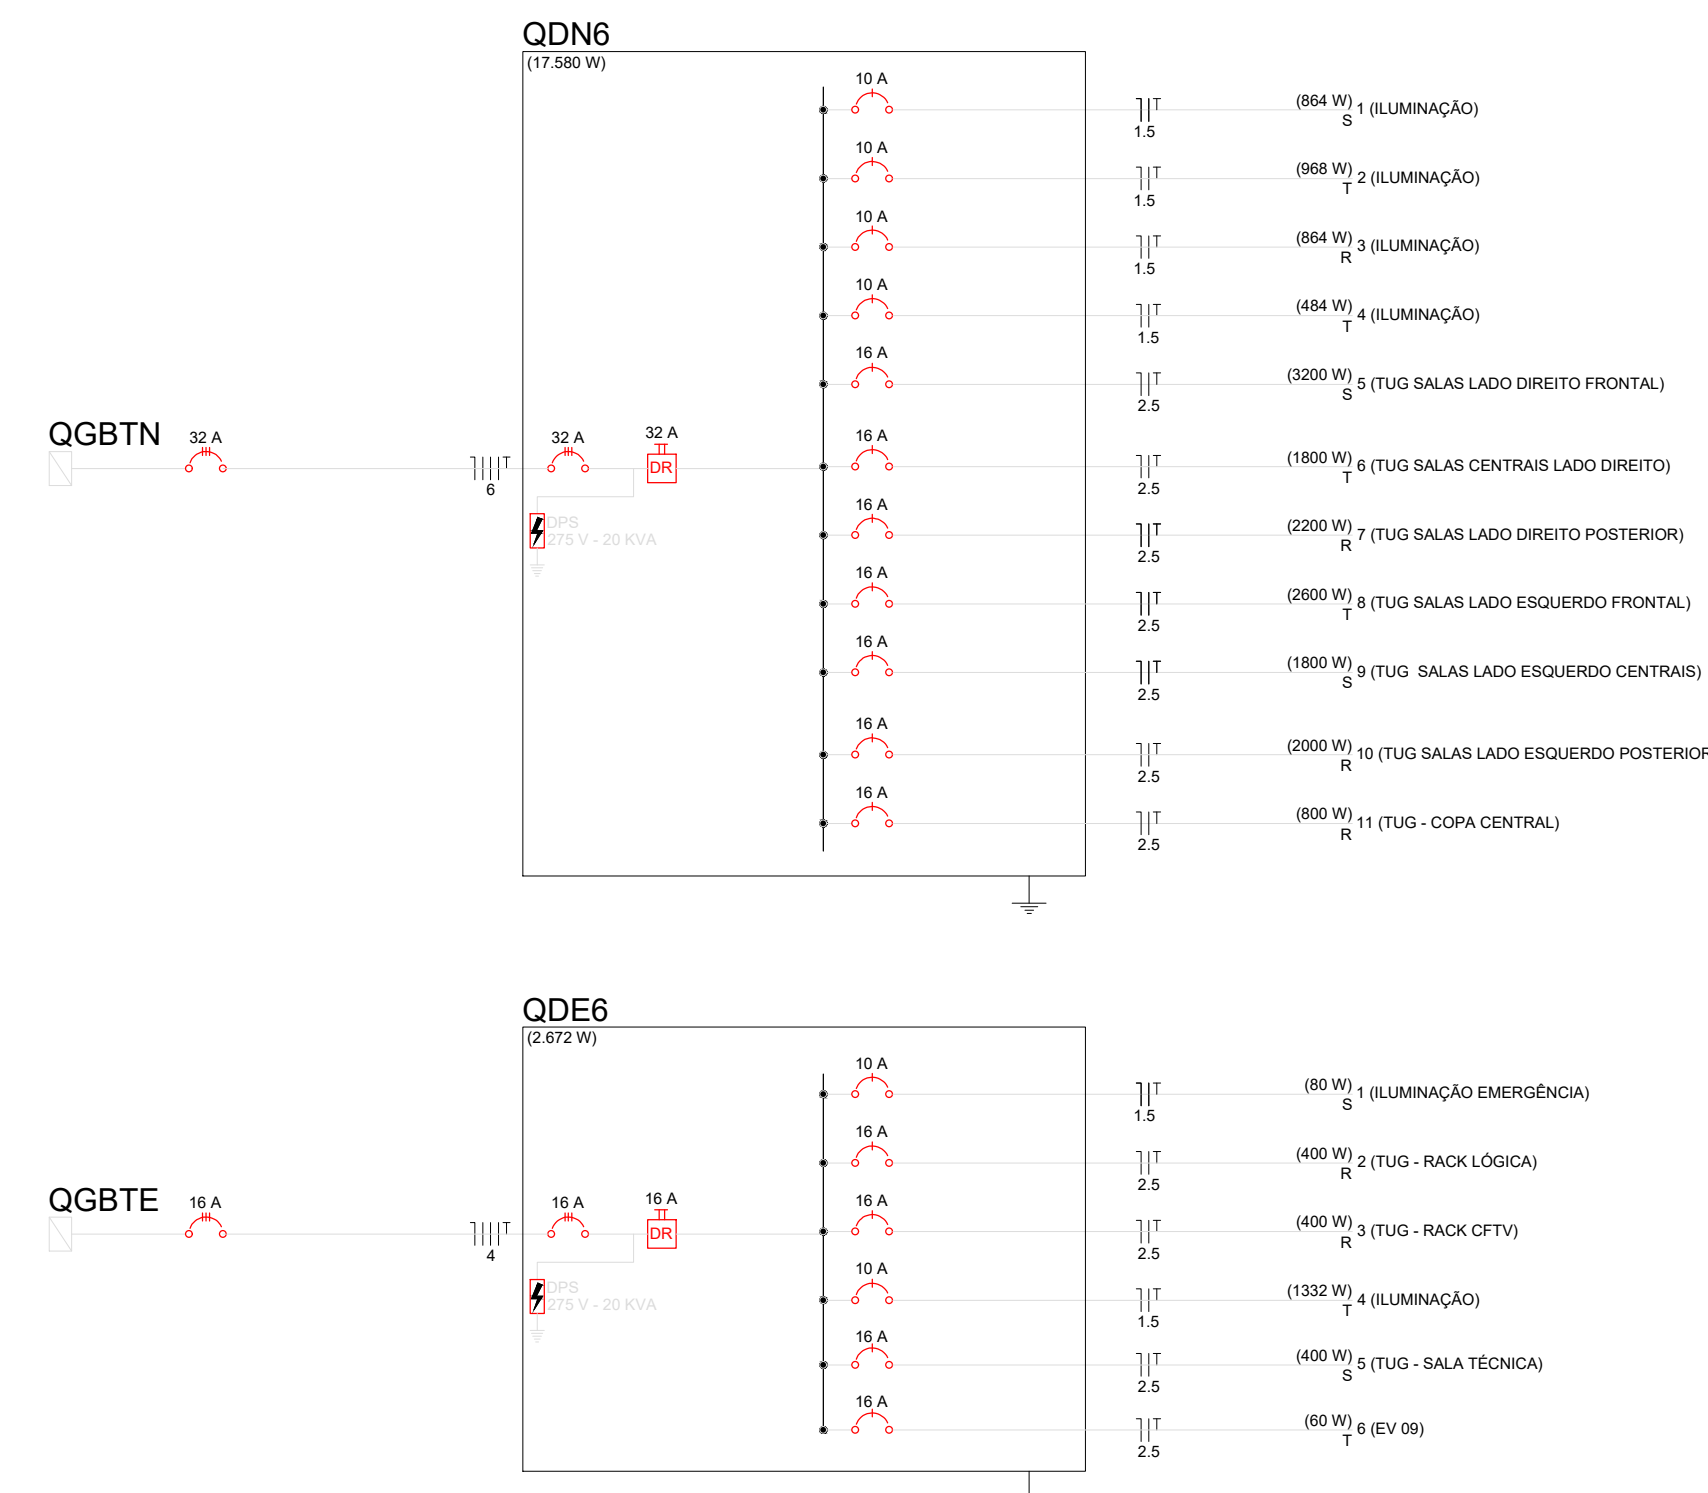 QDN6
(17.580 W)
10 A
(864 W) 1 (ILUMINAÇÃO)
S
T
1.5
10 A
(968 W) 2 (ILUMINAÇÃO)
T
T
1.5
10 A
(864 W) 3 (ILUMINAÇÃO)
R
T
1.5
10 A
(484 W) 4 (ILUMINAÇÃO)
T
T
1.5
16 A
(3200 W) 5 (TUG SALAS LADO DIREITO FRONTAL)
S
T
2.5
QGBTN
32 A
T
6
32 A
32 A
DR
DPS
275 V - 20 KVA
16 A
(1800 W) 6 (TUG SALAS CENTRAIS LADO DIREITO)
T
T
2.5
16 A
(2200 W) 7 (TUG SALAS LADO DIREITO POSTERIOR)
R
T
2.5
16 A
(2600 W) 8 (TUG SALAS LADO ESQUERDO FRONTAL)
T
T
2.5
16 A
(1800 W) 9 (TUG  SALAS LADO ESQUERDO CENTRAIS)
S
T
2.5
16 A
(2000 W) 10 (TUG SALAS LADO ESQUERDO POSTERIOR
R
T
2.5
16 A
(800 W) 11 (TUG - COPA CENTRAL)
R
T
2.5
QDE6
(2.672 W)
10 A
(80 W) 1 (ILUMINAÇÃO EMERGÊNCIA)
S
T
1.5
16 A
(400 W) 2 (TUG - RACK LÓGICA)
R
T
2.5
QGBTE
16 A
T
4
16 A
16 A
DR
DPS
275 V - 20 KVA
16 A
(400 W) 3 (TUG - RACK CFTV)
R
T
2.5
10 A
(1332 W) 4 (ILUMINAÇÃO)
T
T
1.5
16 A
(400 W) 5 (TUG - SALA TÉCNICA)
S
T
2.5
16 A
(60 W) 6 (EV 09)
T
T
2.5